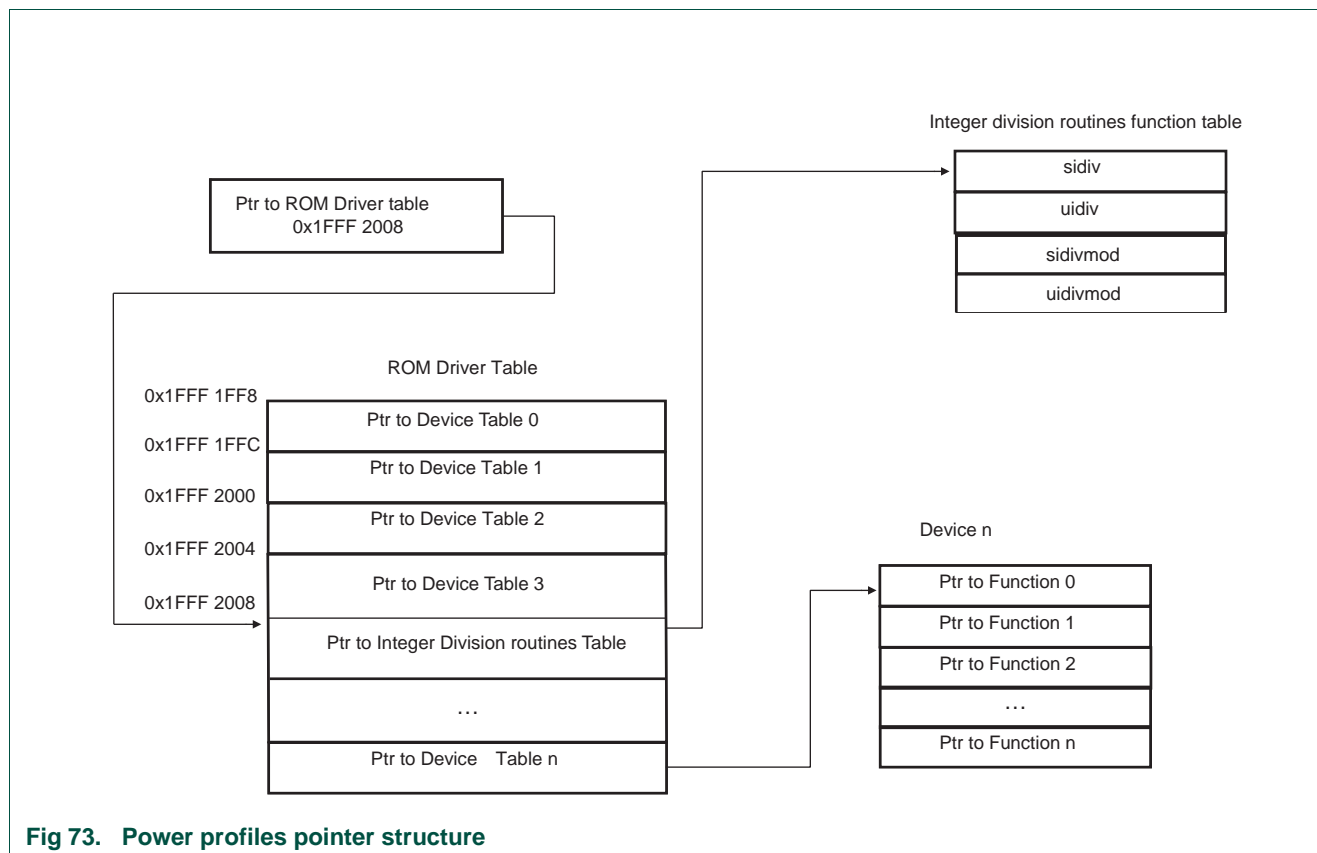 Integer division routines function table
sidiv
uidiv
sidivmod
uidivmod
Ptr to ROM Driver table
0x1FFF 2008
ROM Driver Table
0x1FFF 1FF8
Ptr to Device Table 0
0x1FFF 1FFC
Ptr to Device Table 1
0x1FFF 2000
Ptr to Device Table 2
0x1FFF 2004
Ptr to Device Table 3
0x1FFF 2008
Ptr to Integer Division routines Table
…
Ptr to Device Table n
Device n
Ptr to Function 0
Ptr to Function 1
Ptr to Function 2
…
Ptr to Function n
Fig 73. Power profiles pointer structure